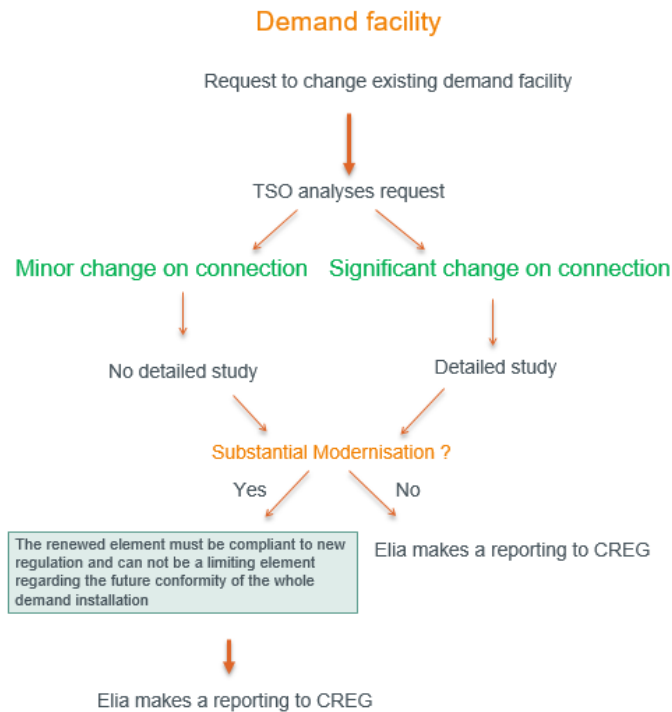 Demand facility
Request to change existing demand facility
TSO analyses request
Minor change on connection
Significant change on connection
No detailed study
Detailed study
Substantial Modernisation ?
Yes
No
The renewed element must be compliant to new
regulation and can not be a limiting element
regarding the future conformity of the whole
demand installation
Elia makes a reporting to CREG
Elia makes a reporting to CREG